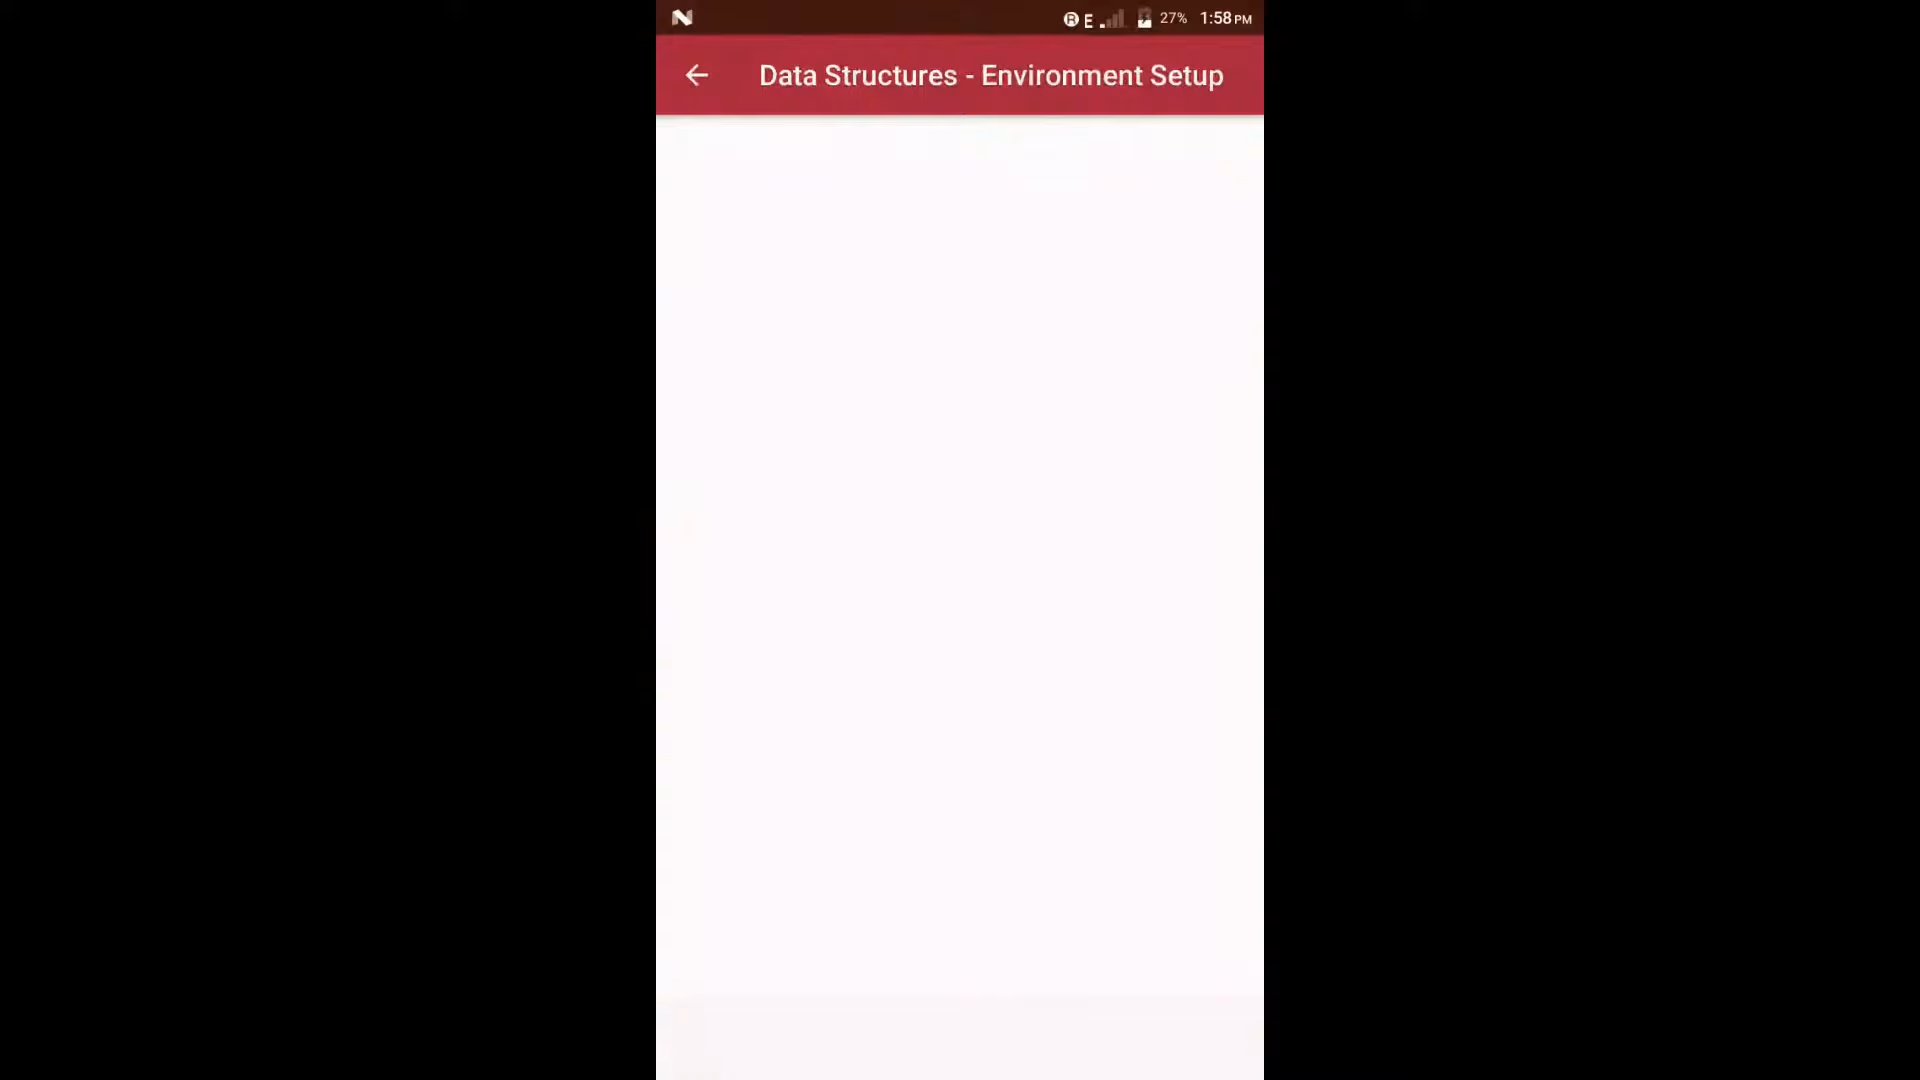 R E 27% 1:58 PM
Data Structures - Environment Setup